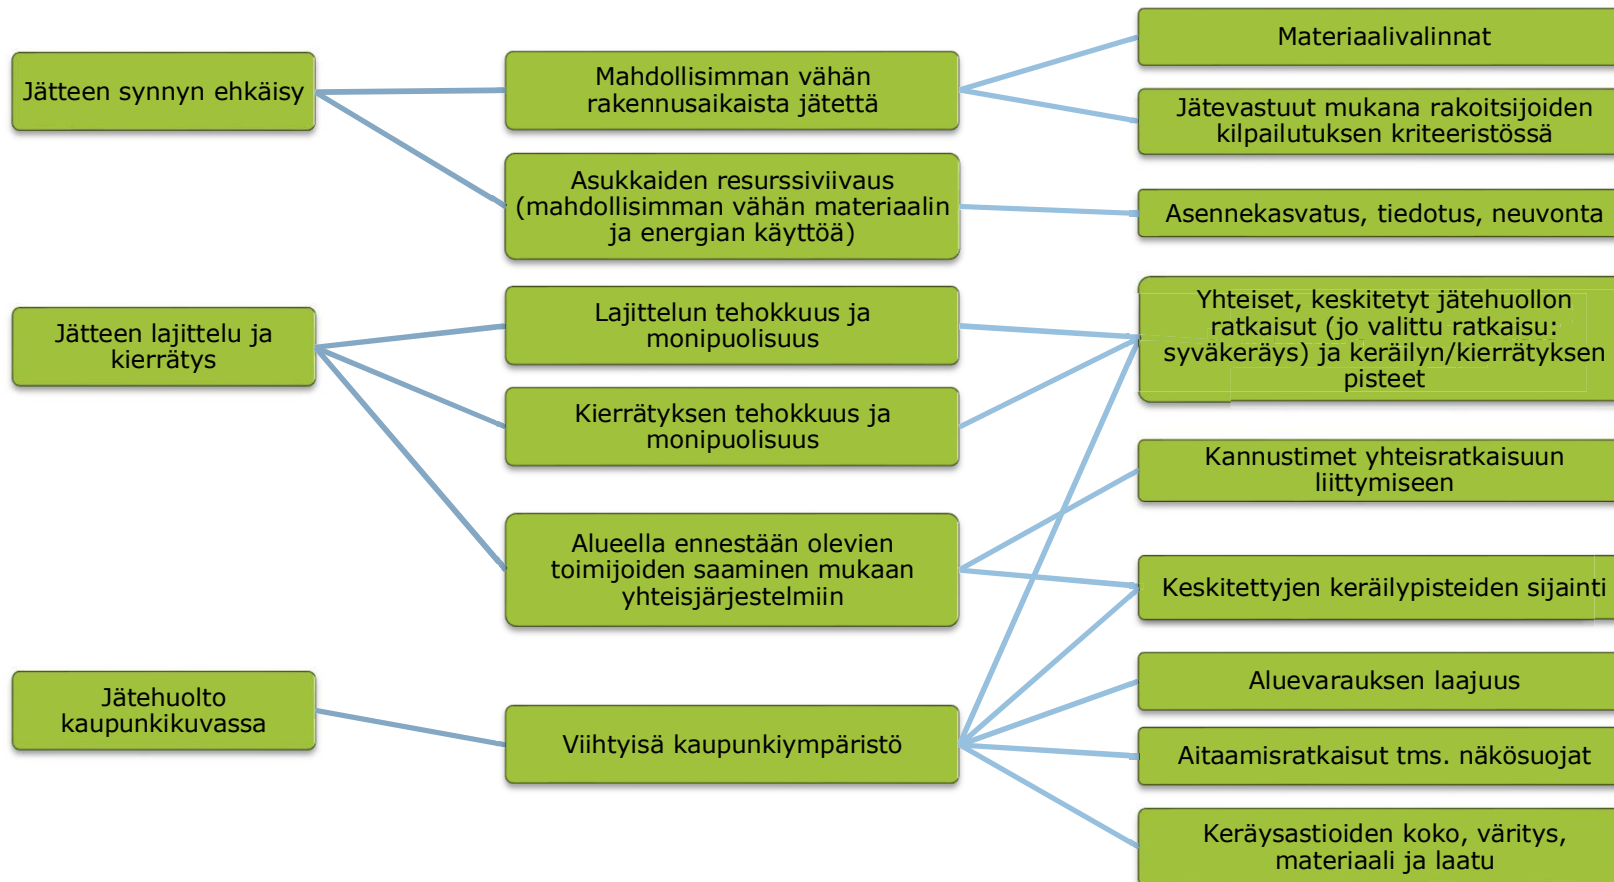 Jätteen synnyn ehkäisy
Mahdollisimman vähän
rakennusaikaista jätettä
Materiaalivalinnat
Jätevastuut mukana rakoitsijoiden
kilpailutuksen kriteeristössä
Asukkaiden resurssiviivaus
(mahdollisimman vähän materiaalin
ja energian käyttöä)
Asennekasvatus, tiedotus, neuvonta
Jätteen lajittelu ja
kierrätys
Lajittelun tehokkuus ja
monipuolisuus
Yhteiset, keskitetyt jätehuollon
ratkaisut (jo valittu ratkaisu:
syväkeräys) ja keräilyn/kierrätyksen
pisteet
Kierrätyksen tehokkuus ja
monipuolisuus
Kannustimet yhteisratkaisuun
liittymiseen
Alueella ennestään olevien
toimijoiden saaminen mukaan
yhteisjärjestelmiin
Keskitettyjen keräilypisteiden sijainti
Jätehuolto
kaupunkikuvassa
Viihtyisä kaupunkiympäristö
Aluevarauksen laajuus
Aitaamisratkaisut tms. näkösuojat
Keräysastioiden koko, väritys,
materiaali ja laatu